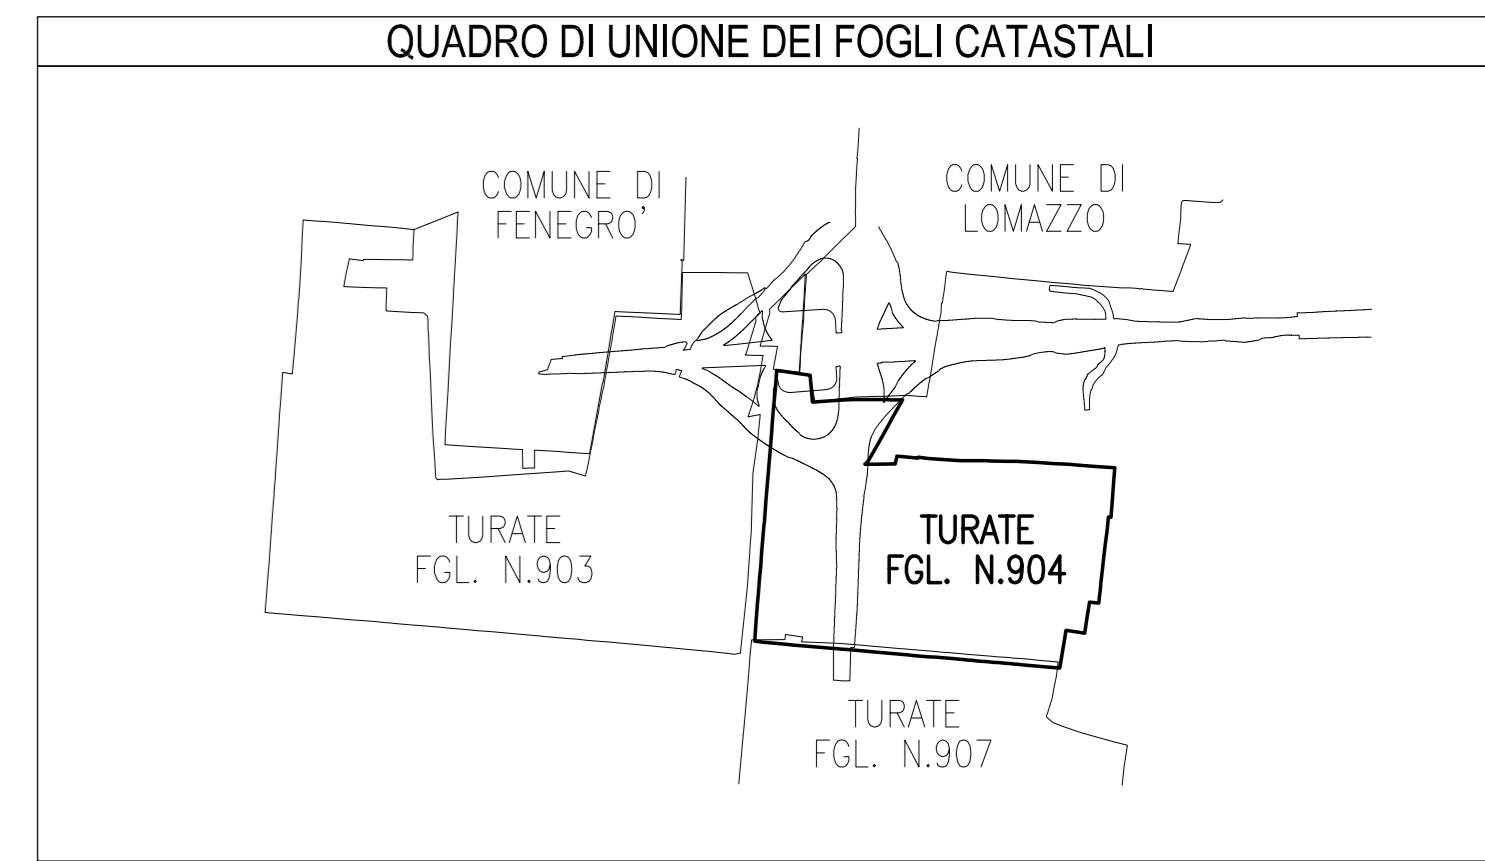 QUADRO DI UNIONE DEI FOGLI CATASTALI
COMUNE DI
FENEGRO'
COMUNE DI
LOMAZZO
TURATE
FGL. N.903
TURATE
FGL. N.904
TURATE
FGL. N.907